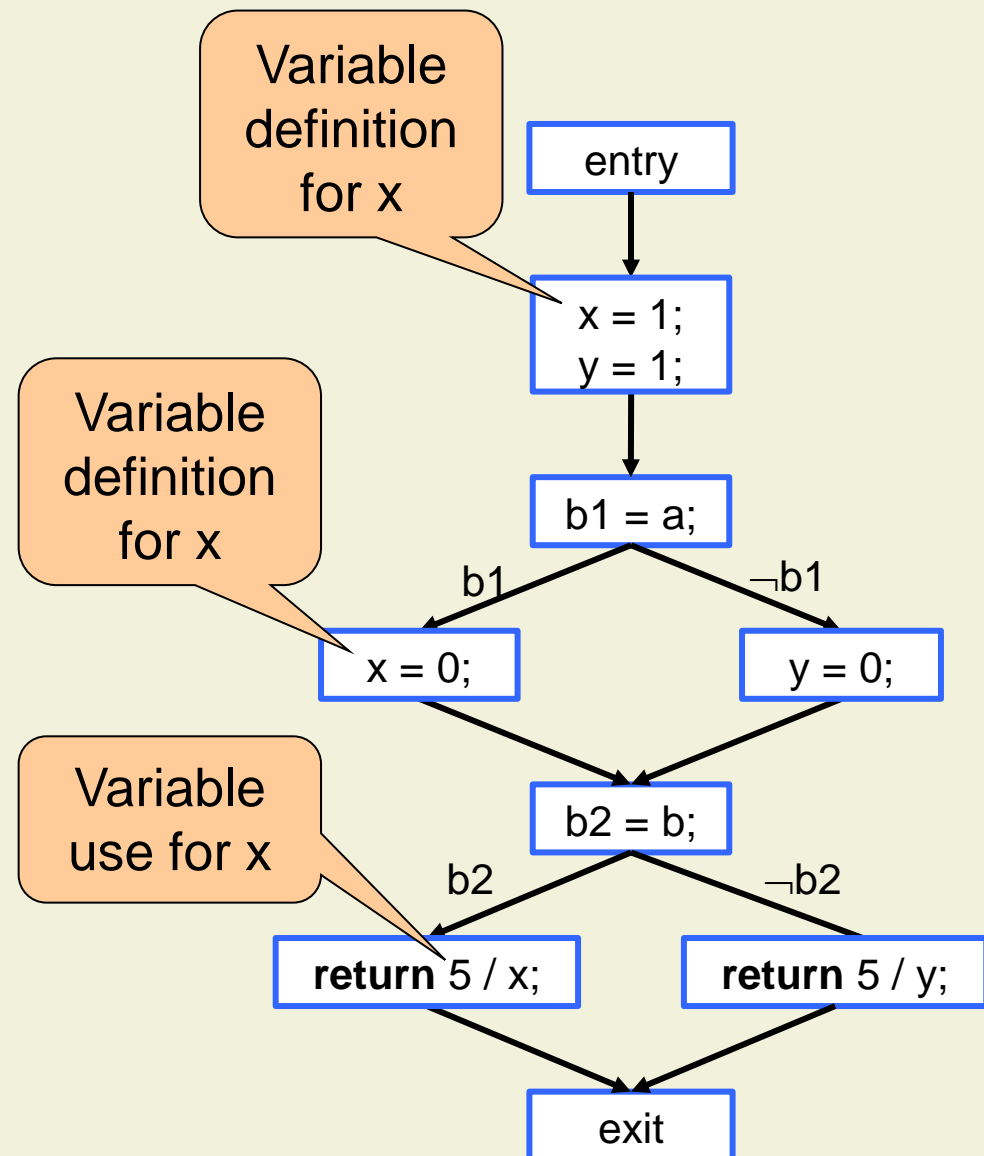 Variable
definition
for x
entry
x = 1;
y = 1;
Variable
definition
for x
b1 = a;
b1
¬b1
x = 0;
y = 0;
Variable
use for x
b2 = b;
b2
¬b2
return 5 / x;
return 5 / y;
exit